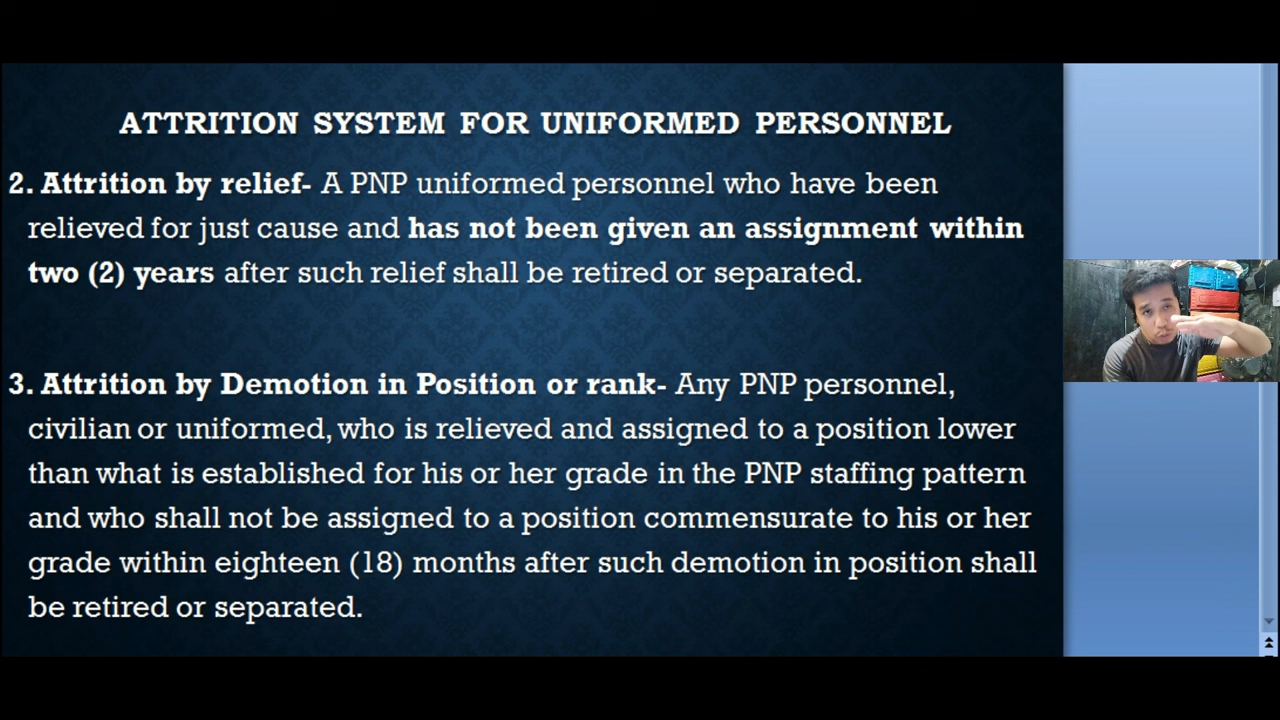 ATTRITION SYSTEM FOR UNIFORMED PERSONNEL
2. Attrition by relief- A PNP uniformed personnel who have been
relieved for just cause and has not been given an assignment within
two (2) years after such relief shall be retired or separated.
3. Attrition by Demotion in Position or rank- Any PNP personnel,
civilian or uniformed, who is relieved and assigned to a position lower
than what is established for his or her grade in the PNP staffing pattern
and who shall not be assigned to a position commensurate to his or her
grade within eighteen (18) months after such demotion in position shall
be retired or separated.